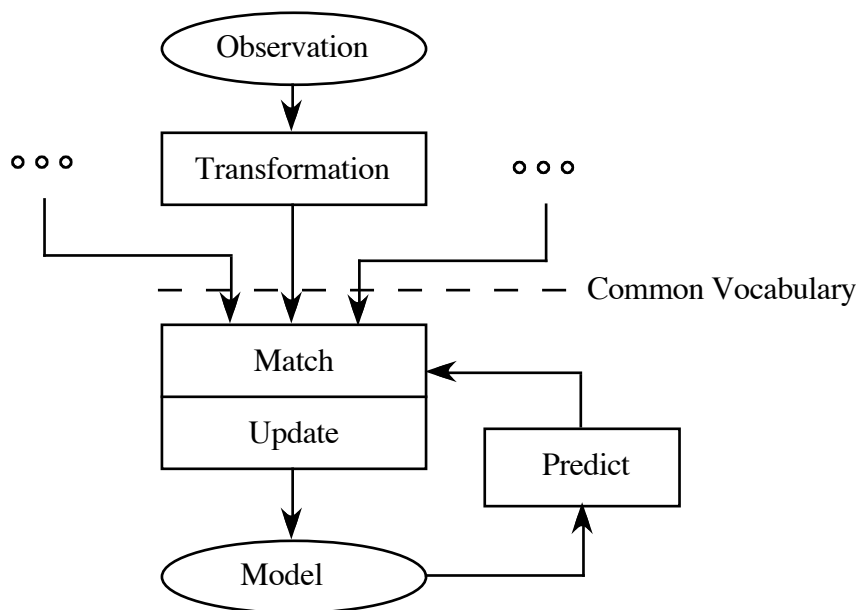 Observation
Transformation
Common Vocabulary
Match
Update
Predict
Model